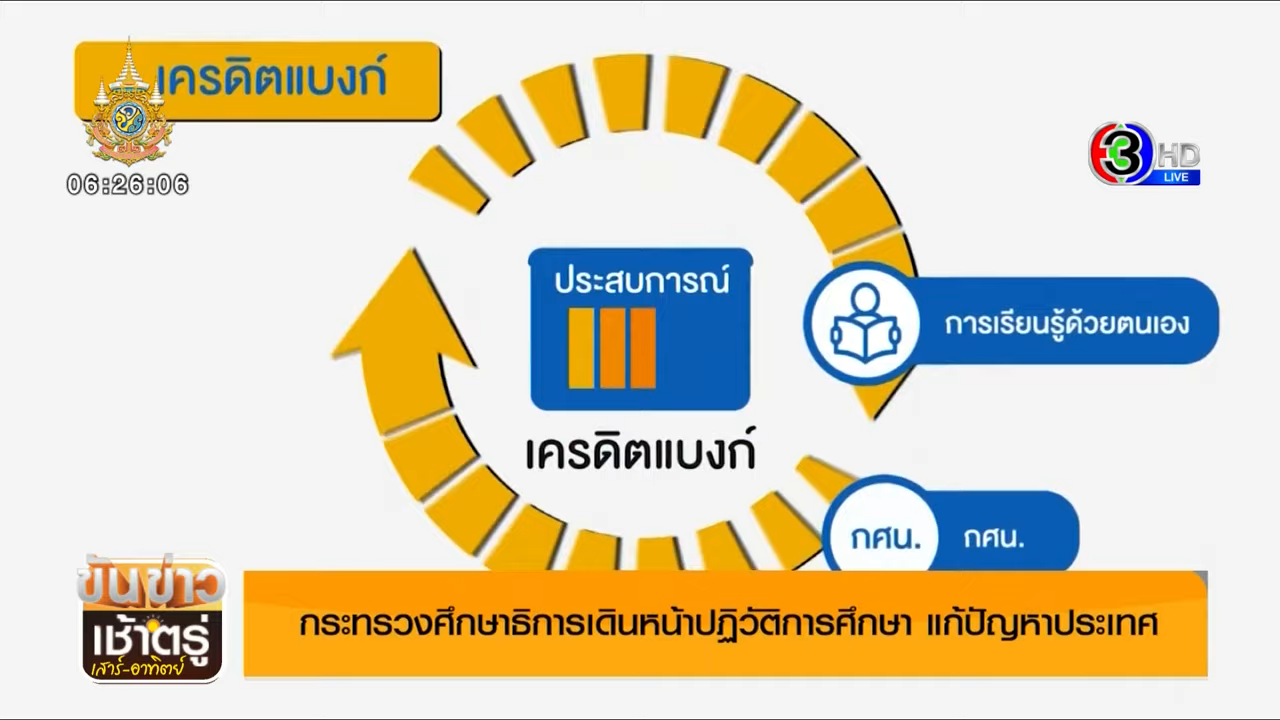 เครดิตแบงก์
06:26:06
3 HD
LIVE
ประสบการณ์
การเรียนรู้ด้วยตนเอง
เครดิตแบงก์
กศน. กศน.
ขันข่าว
เช้าตรู่
เสาร์-อาทิตย์
กระทรวงศึกษาธิการเดินหน้าปฏิวัติการศึกษา แก้ปัญหาประเทศ